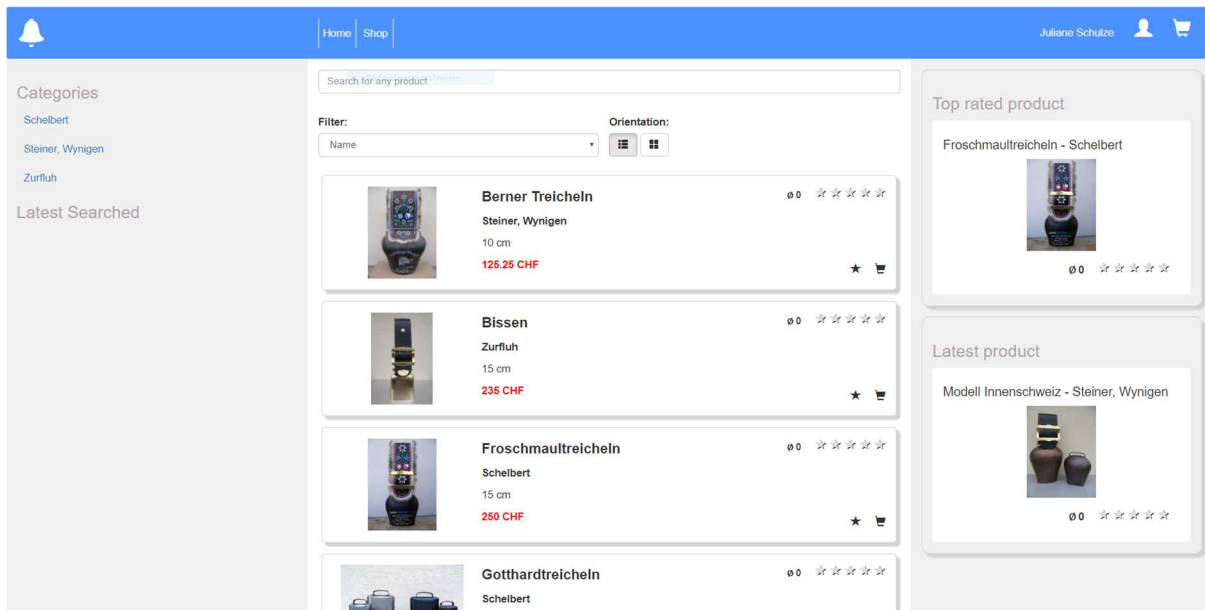 Home Shop
Juliane Schulze
Categories
Schelbert
Steiner, Wynigen
Zurfluh
Latest Searched
Search for any product
Filter:
Orientation:
Name
Berner Treicheln
Ø 0
Steiner, Wynigen
10 cm
125.25 CHF
Bissen
Ø 0
Zurfluh
15 cm
235 CHF
Froschmaultreicheln
Ø 0
Schelbert
15 cm
250 CHF
Gotthardtreicheln
Ø 0
Schelbert
Top rated product
Froschmaultreicheln - Schelbert
Ø 0
Latest product
Modell Innenschweiz - Steiner, Wynigen
Ø 0